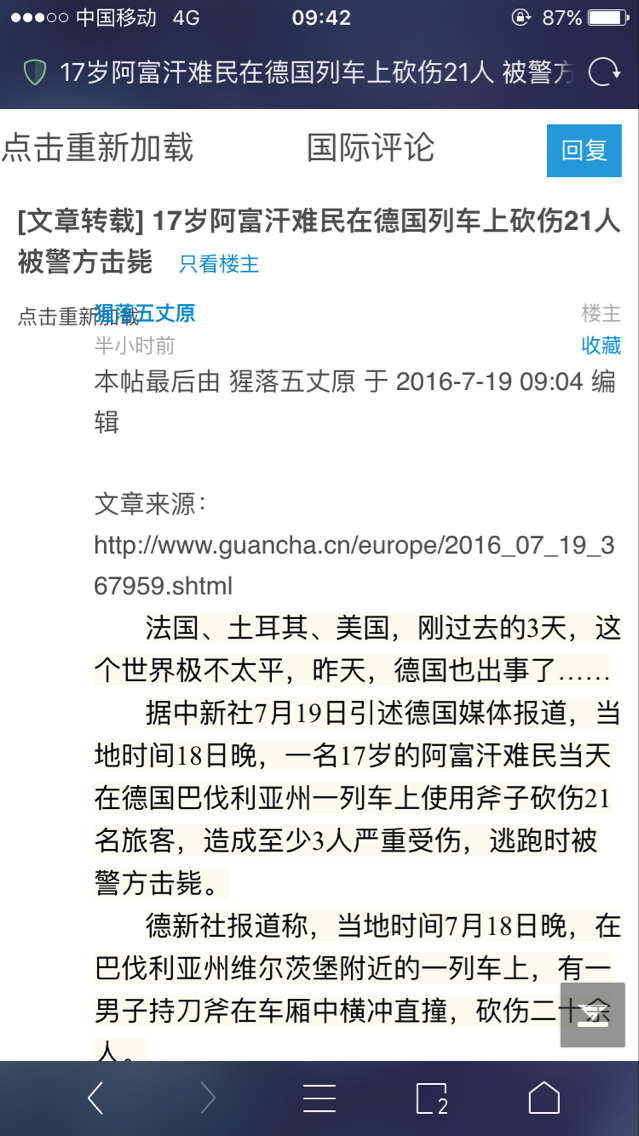 中国移动 4G 09:42 87%
17岁阿富汗难民在德国列车上砍伤21人 被警方
点击重新加载 国际评论 回复
[文章转载] 17岁阿富汗难民在德国列车上砍伤21人
被警方击毙 只看楼主
点击重新加载 猩落五丈原 楼主
半小时前 收藏
本帖最后由 猩落五丈原 于 2016-7-19 09:04 编
辑
文章来源：
http://www.guancha.cn/europe/2016_07_19_3
67959.shtml
法国、土耳其、美国，刚过去的3天，这
个世界极不太平，昨天，德国也出事了……
据中新社7月19日引述德国媒体报道，当
地时间18日晚，一名17岁的阿富汗难民当天
在德国巴伐利亚州一列车上使用斧子砍伤21
名旅客，造成至少3人严重受伤，逃跑时被
警方击毙。
德新社报道称，当地时间7月18日晚，在
巴伐利亚州维尔茨堡附近的一列车上，有一
男子持刀斧在车厢中横冲直撞，砍伤二十余
人。
2